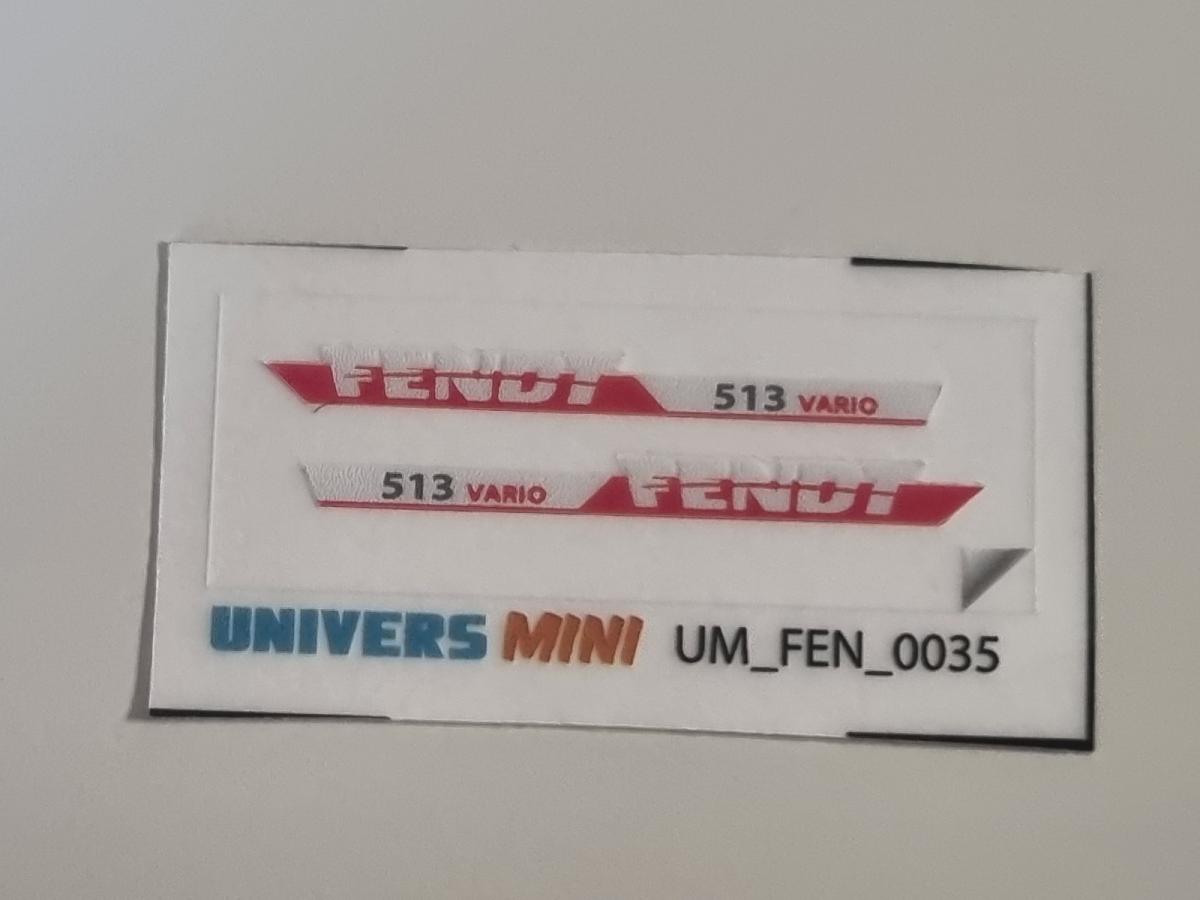 FENDT 513 VARIO
513 VARIO FENDT
UNIVERS MINI UM_FEN_0035